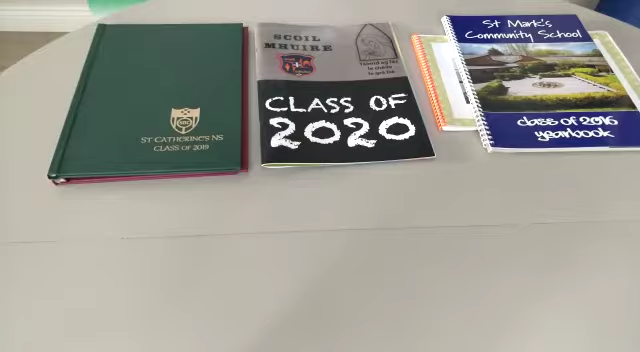 ST CATHERINE'S NS
CLASS OF 2019
SCOIL
MHUIRE
CLASS OF
2020
St Mark's
Community School
class of 2016
yearbook